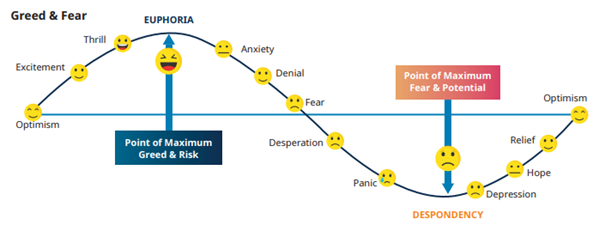 Greed & Fear
EUPHORIA
Thrill
Excitement
Optimism
Point of Maximum
Greed & Risk
Anxiety
Denial
Fear
Desperation
Panic
Point of Maximum
Fear & Potential
DESPONDENCY
Depression
Hope
Relief
Optimism